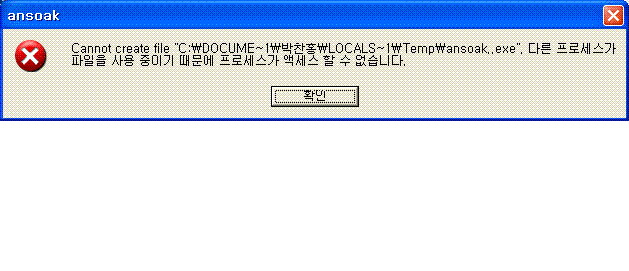 ansoak
Cannot create file "C:₩DOCUME~1₩박찬홍₩LOCALS~1₩Temp₩ansoak,.exe", 다른 프로세스가
파일을 사용 중이기 때문에 프로세스가 액세스 할 수 없습니다.
확인